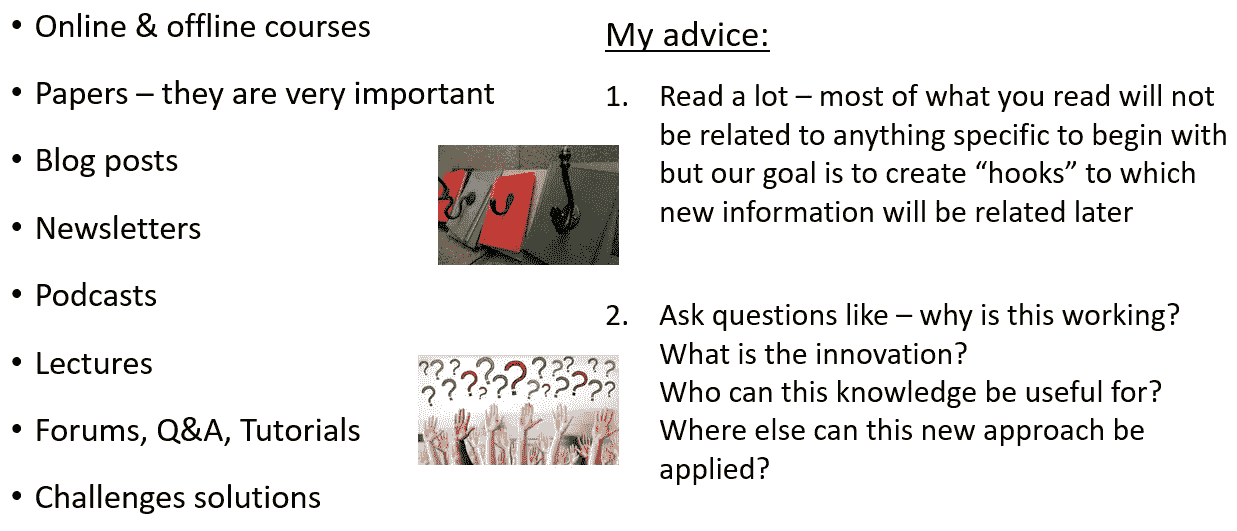 • Online & offline courses
• Papers – they are very important
• Blog posts
• Newsletters
• Podcasts
• Lectures
• Forums, Q&A, Tutorials
• Challenges solutions
My advice:
1. Read a lot – most of what you read will not
be related to anything specific to begin with
but our goal is to create “hooks” to which
new information will be related later
2. Ask questions like – why is this working?
What is the innovation?
Who can this knowledge be useful for?
Where else can this new approach be
applied?